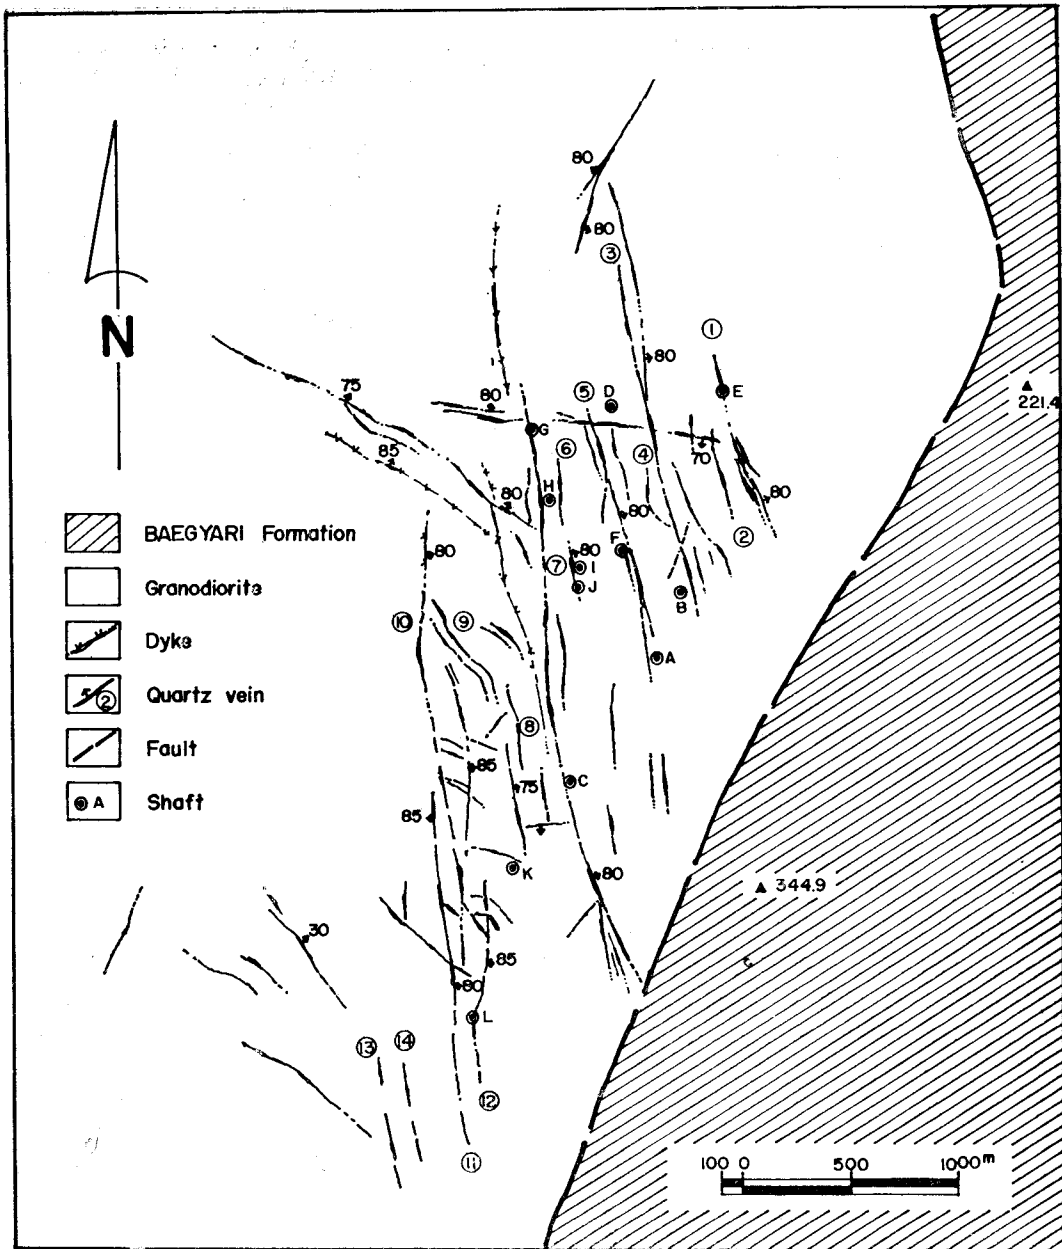 80
80
③
①
80
E
221.4
75
80
⑤
D
G
⑥
④
70
85
80
H
80
80
②
N
BAEGYARI Formation
Granodiorite
Dyke
② Quartz vein
Fault
A Shaft
80
F
⑦
80
I
J
B
⑩
⑨
A
⑧
85
75
C
85
K
80
344.9
30
85
80
L
⑬
⑭
⑫
⑪
100 0 500 1000m